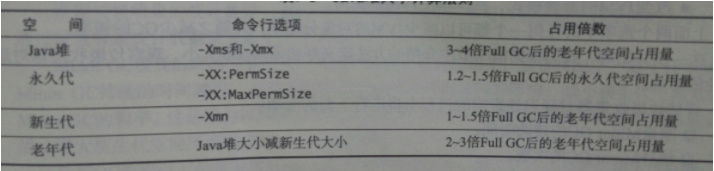 空 间 命令行选项 占用倍数
Java堆 -Xms和-Xmx 3~4倍Full GC后的老年代空间占用量
永久代 -XX:PermSize 1.2~1.5倍Full GC后的永久代空间占用量
-XX:MaxPermSize
新生代 -Xmn 1~1.5倍Full GC后的老年代空间占用量
老年代 Java堆大小减新生代大小 2~3倍Full GC后的老年代空间占用量